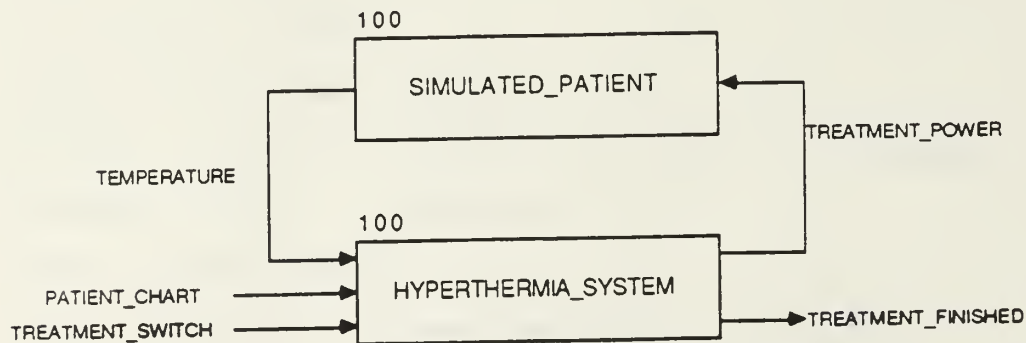 100
SIMULATED_PATIENT
TREATMENT_POWER
TEMPERATURE
100
HYPERTHERMIA_SYSTEM
PATIENT_CHART
TREATMENT_SWITCH
TREATMENT_FINISHED